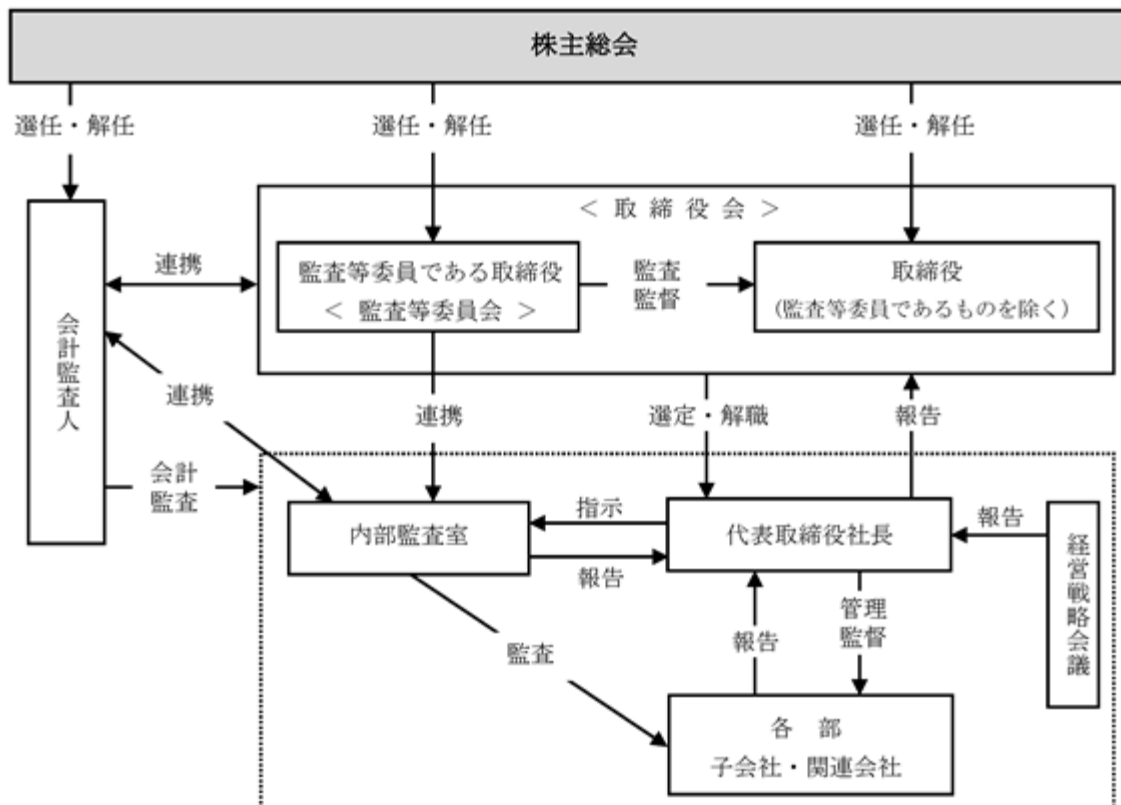 株主総会
選任・解任
選任・解任
選任・解任
＜ 取 締 役 会 ＞
連携
監査等委員である取締役
＜ 監査等委員会 ＞
監査
監督
取締役
（監査等委員であるものを除く）
会計監査人
連携
連携
選定・解職
報告
会計
監査
内部監査室
指示
報告
代表取締役社長
報告
経営戦略会議
監査
報告
管理
監督
各　部
子会社・関連会社